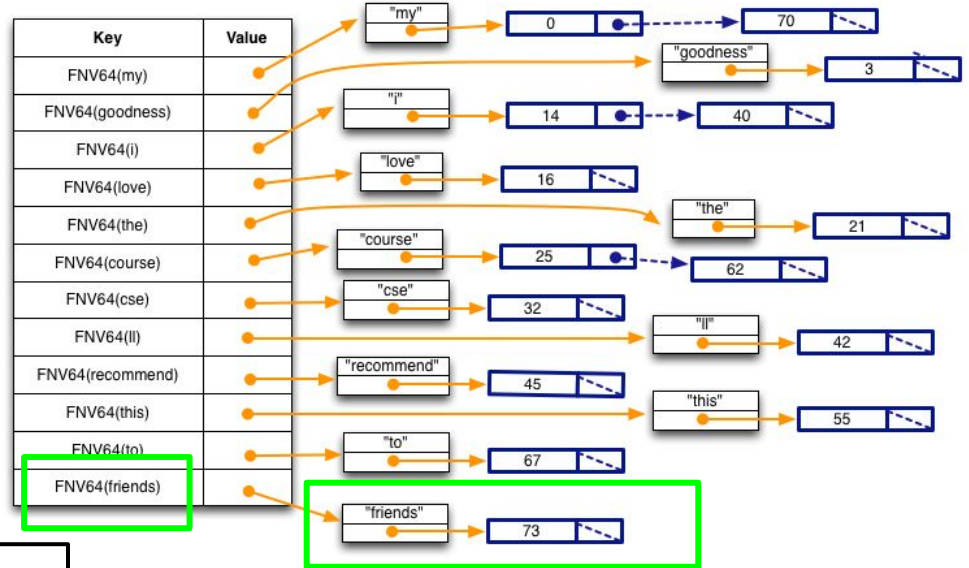 Key Value
FNV64(my) "my" 0 70
FNV64(goodness) "goodness" 3
FNV64(i) "i" 14 40
FNV64(love) "love" 16
FNV64(the) "the" 21
FNV64(course) "course" 25 62
FNV64(cse) "cse" 32
FNV64(ll) "ll" 42
FNV64(recommend) "recommend" 45
FNV64(this) "this" 55
FNV64(to) "to" 67
FNV64(friends) "friends" 73